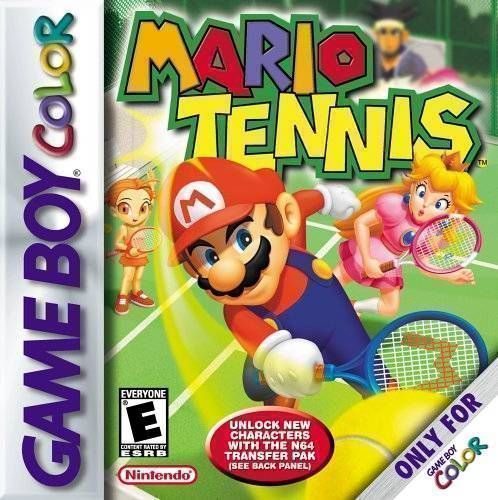 GAME BOY COLOR
MARIO
TENNIS
TM
M
EVERYONE
E
CONTENT RATED BY
ESRB
Nintendo
UNLOCK NEW
CHARACTERS
WITH THE N64
TRANSFER PAK
(SEE BACK PANEL)
ONLY FOR
GAME BOY
COLOR